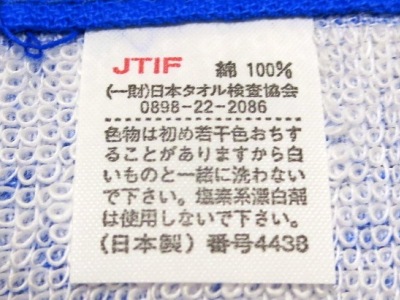 JTIF 綿 100%
(一財)日本タオル検査協会
0898-22-2086
色物は初め若干色おちす
ることがありますから白
いものと一緒に洗わない
で下さい。塩素系漂白剤
は使用しないで下さい。
(日本製) 番号4438